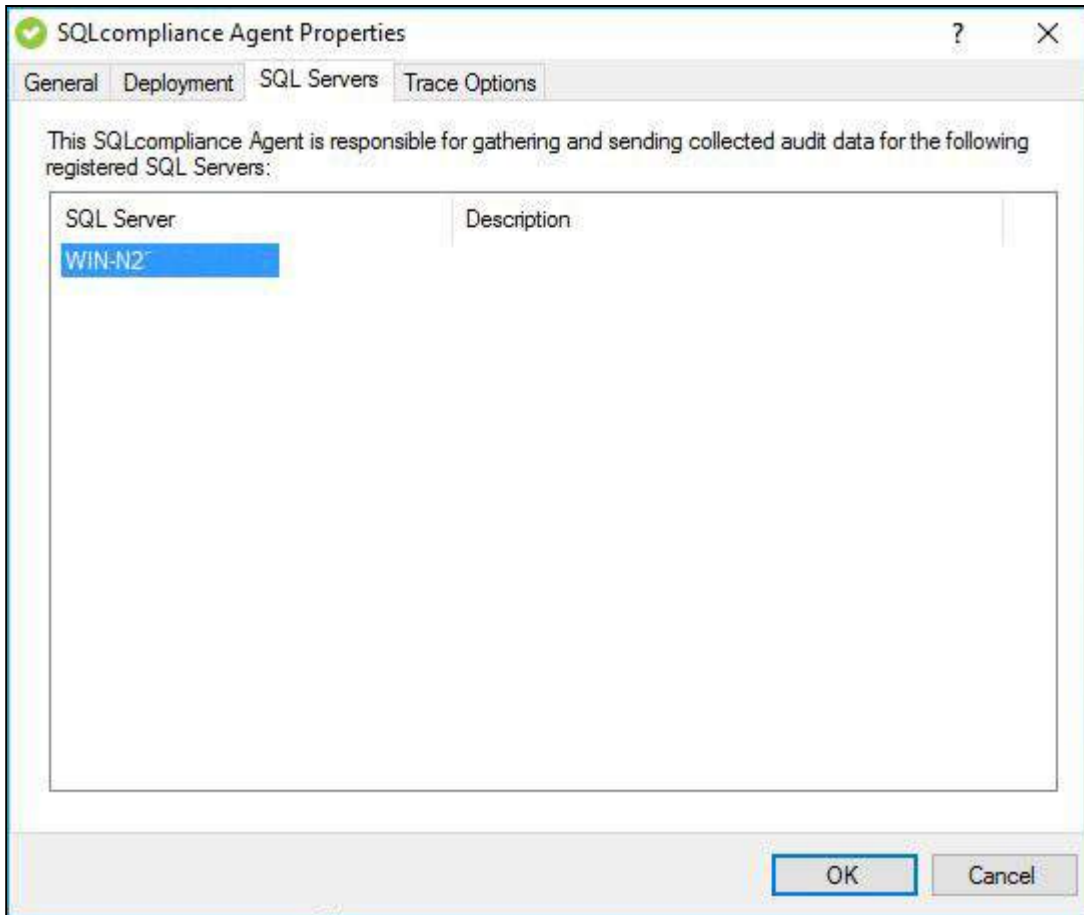 SQLcompliance Agent Properties
?
General Deployment SQL Servers Trace Options
This SQLcompliance Agent is responsible for gathering and sending collected audit data for the following
registered SQL Servers:
SQL Server Description
WIN-N2
OK Cancel